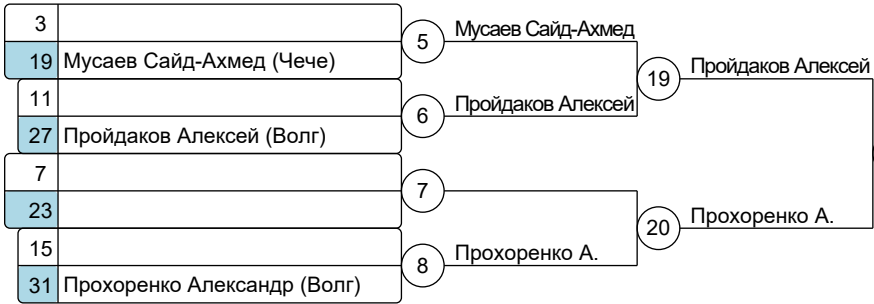 3
19 Мусаев Сайд-Ахмед (Чече)
5
Мусаев Сайд-Ахмед
11
27 Пройдаков Алексей (Волг)
6
Пройдаков Алексей
19
Пройдаков Алексей
7
23
7
15
31 Прохоренко Александр (Волг)
8
Прохоренко А.
20
Прохоренко А.